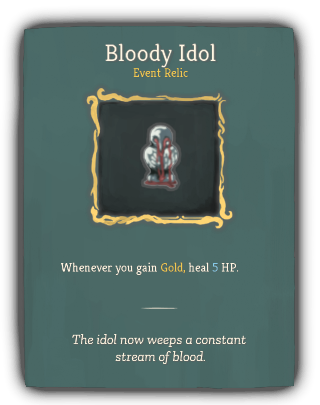 Bloody Idol
Event Relic
Whenever you gain Gold, heal 5 HP.
The idol now weeps a constant
stream of blood.